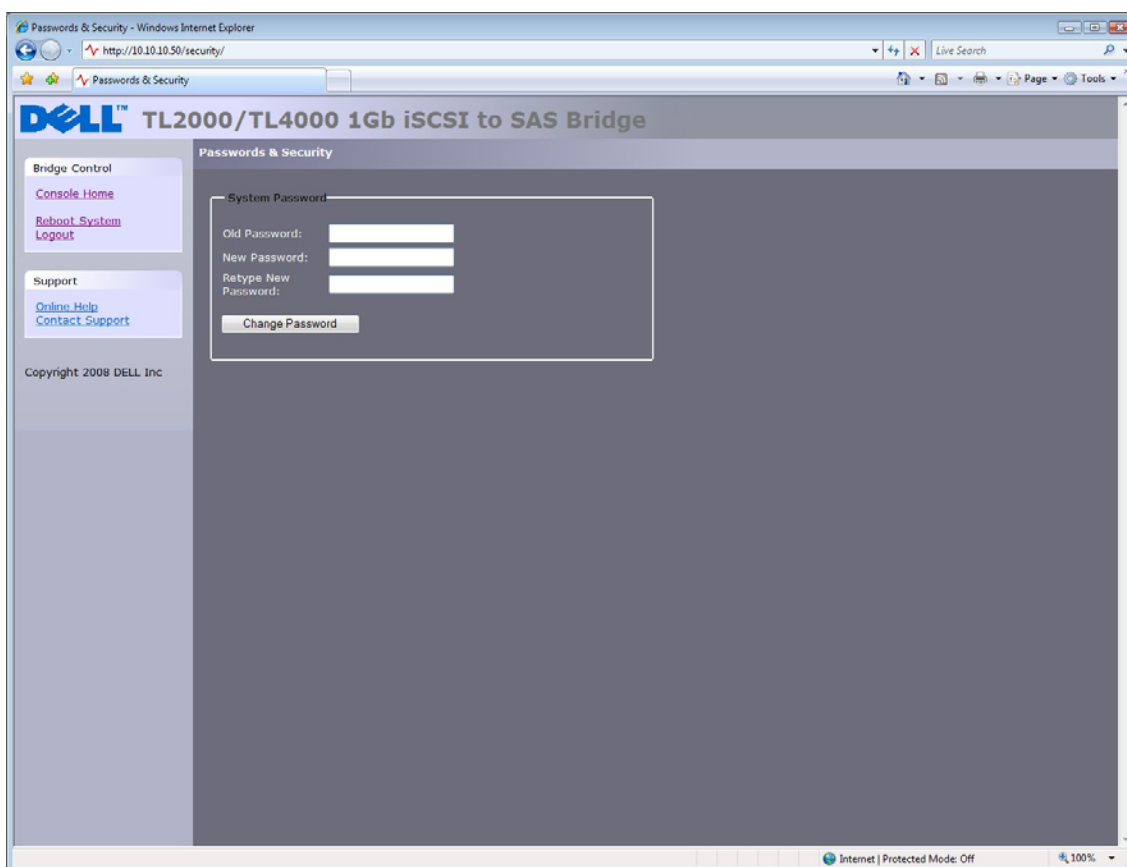 Passwords & Security - Windows Internet Explorer
http://10.10.10.50/security/
Live Search
Passwords & Security
Page
Tools
DELL™ TL2000/TL4000 1Gb iSCSI to SAS Bridge
Passwords & Security
Bridge Control
Console Home
Reboot System
Logout
Support
Online Help
Contact Support
Copyright 2008 DELL Inc
System Password
Old Password:
New Password:
Retype New
Password:
Change Password
Internet | Protected Mode: Off
100%